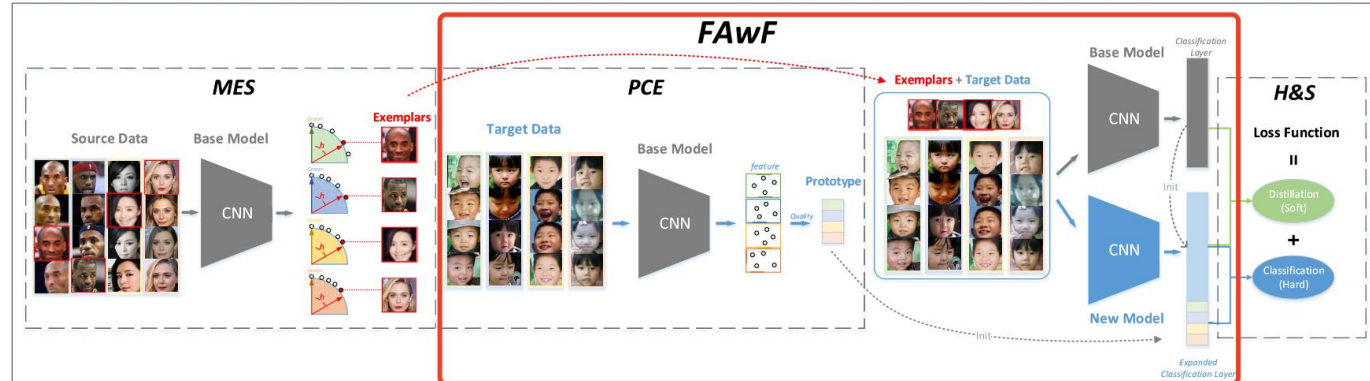 FAwF
MES
PCE
H&S
Source Data
Base Model
CNN
Exemplars
Target Data
Base Model
CNN
feature
Quality
Prototype
Exemplars + Target Data
Base Model
Classification
Layer
CNN
Init
CNN
New Model
Init
Expanded
Classification Layer
Loss Function
=
Distillation
(Soft)
+
Classification
(Hard)